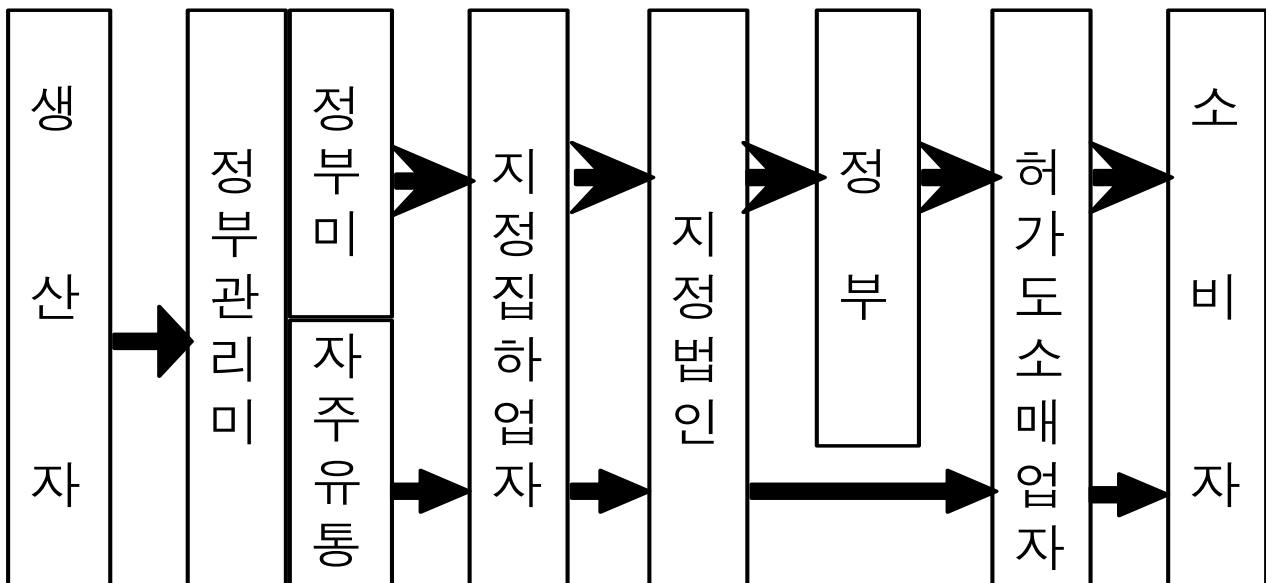 생산자
정부관리미
정부미
자주유통
지정집하업자
지정법인
정부
허가도소매업자
소비자